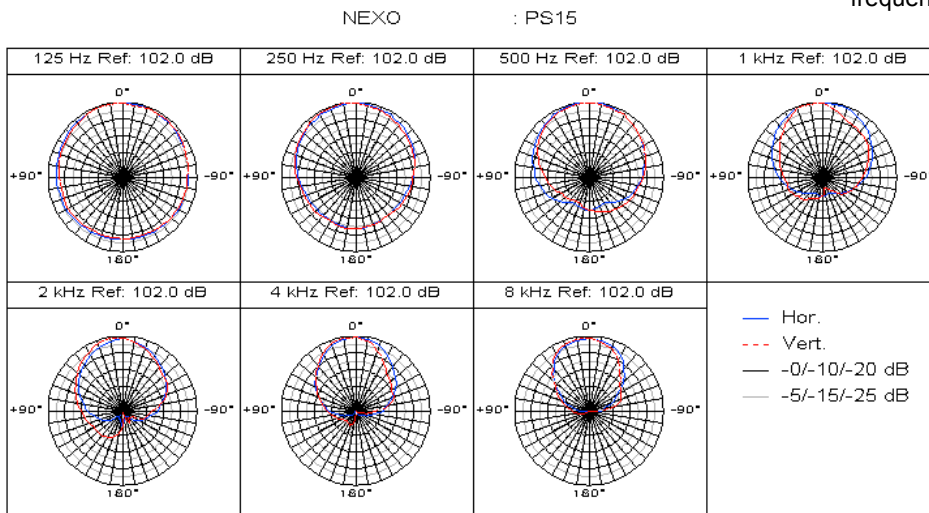 frequen
NEXO : PS15
125 Hz Ref: 102.0 dB
250 Hz Ref: 102.0 dB
500 Hz Ref: 102.0 dB
1 kHz Ref: 102.0 dB
0° 0° 0° 0°
+90° -90° +90° -90° +90° -90° +90° -90°
180° 180° 180° 180°
2 kHz Ref: 102.0 dB
4 kHz Ref: 102.0 dB
8 kHz Ref: 102.0 dB
0° 0° 0°
+90° -90° +90° -90° +90° -90°
180° 180° 180°
Hor.
Vert.
-0/-10/-20 dB
-5/-15/-25 dB